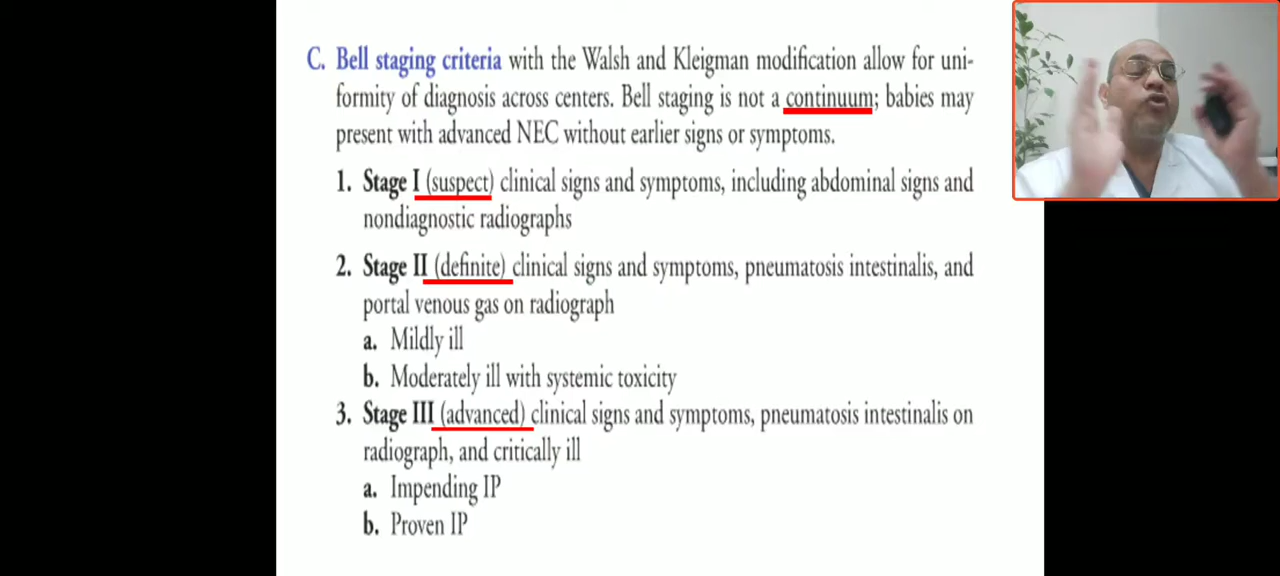 C. Bell staging criteria with the Walsh and Kleigman modification allow for uni-
formity of diagnosis across centers. Bell staging is not a continuum; babies may
present with advanced NEC without earlier signs or symptoms.
1. Stage I (suspect) clinical signs and symptoms, including abdominal signs and
nondiagnostic radiographs
2. Stage II (definite) clinical signs and symptoms, pneumatosis intestinalis, and
portal venous gas on radiograph
a. Mildly ill
b. Moderately ill with systemic toxicity
3. Stage III (advanced) clinical signs and symptoms, pneumatosis intestinalis on
radiograph, and critically ill
a. Impending IP
b. Proven IP